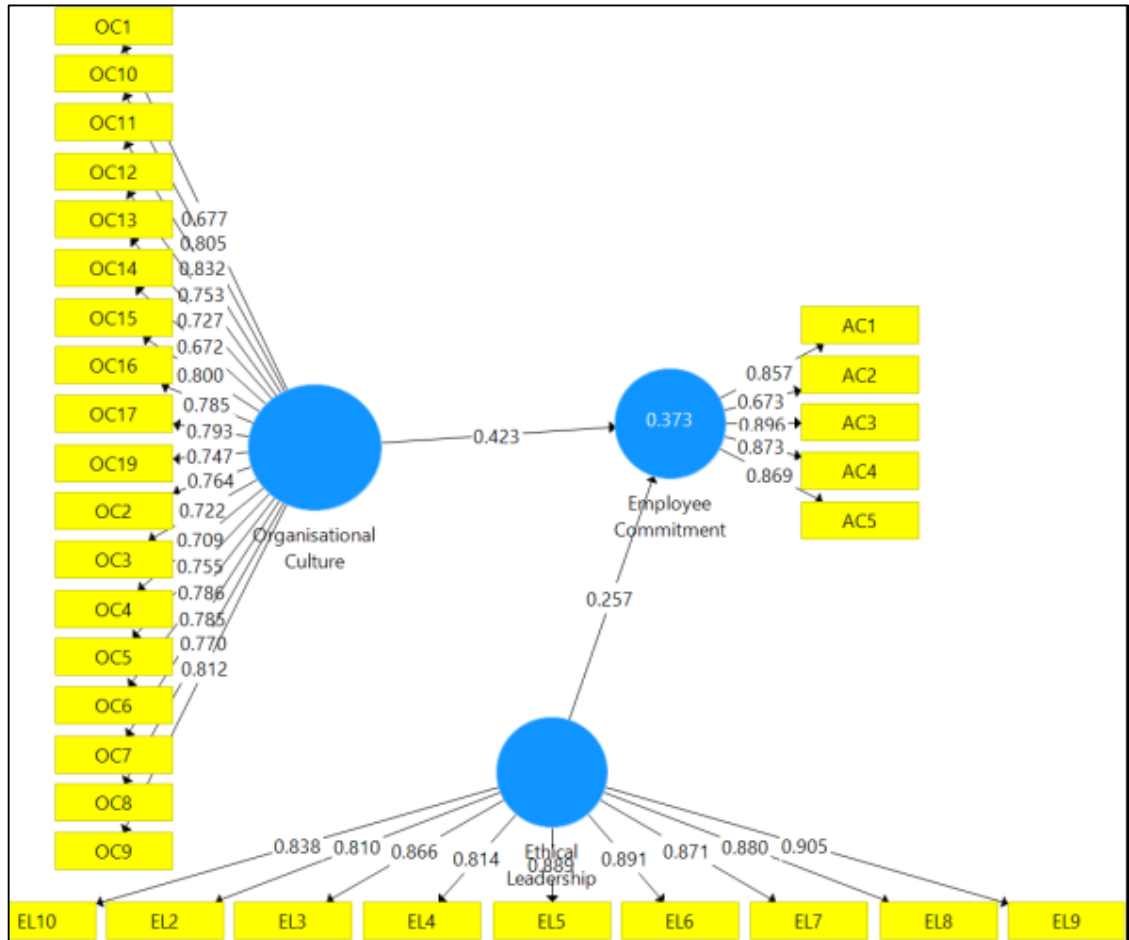 OC1
OC10
OC11
OC12
OC13
OC14
OC15
OC16
OC17
OC19
OC2
OC3
OC4
OC5
OC6
OC7
OC8
OC9
0.677
0.805
0.832
0.753
0.727
0.672
0.800
0.785
0.793
0.747
0.764
0.722
0.709
0.755
0.786
0.785
0.770
0.812
Organisational
Culture
0.423
0.373
Employee
Commitment
0.857
0.673
0.896
0.873
0.869
AC1
AC2
AC3
AC4
AC5
0.257
Ethical
Leadership
0.838
0.810
0.866
0.814
0.889
0.891
0.871
0.880
0.905
EL10
EL2
EL3
EL4
EL5
EL6
EL7
EL8
EL9